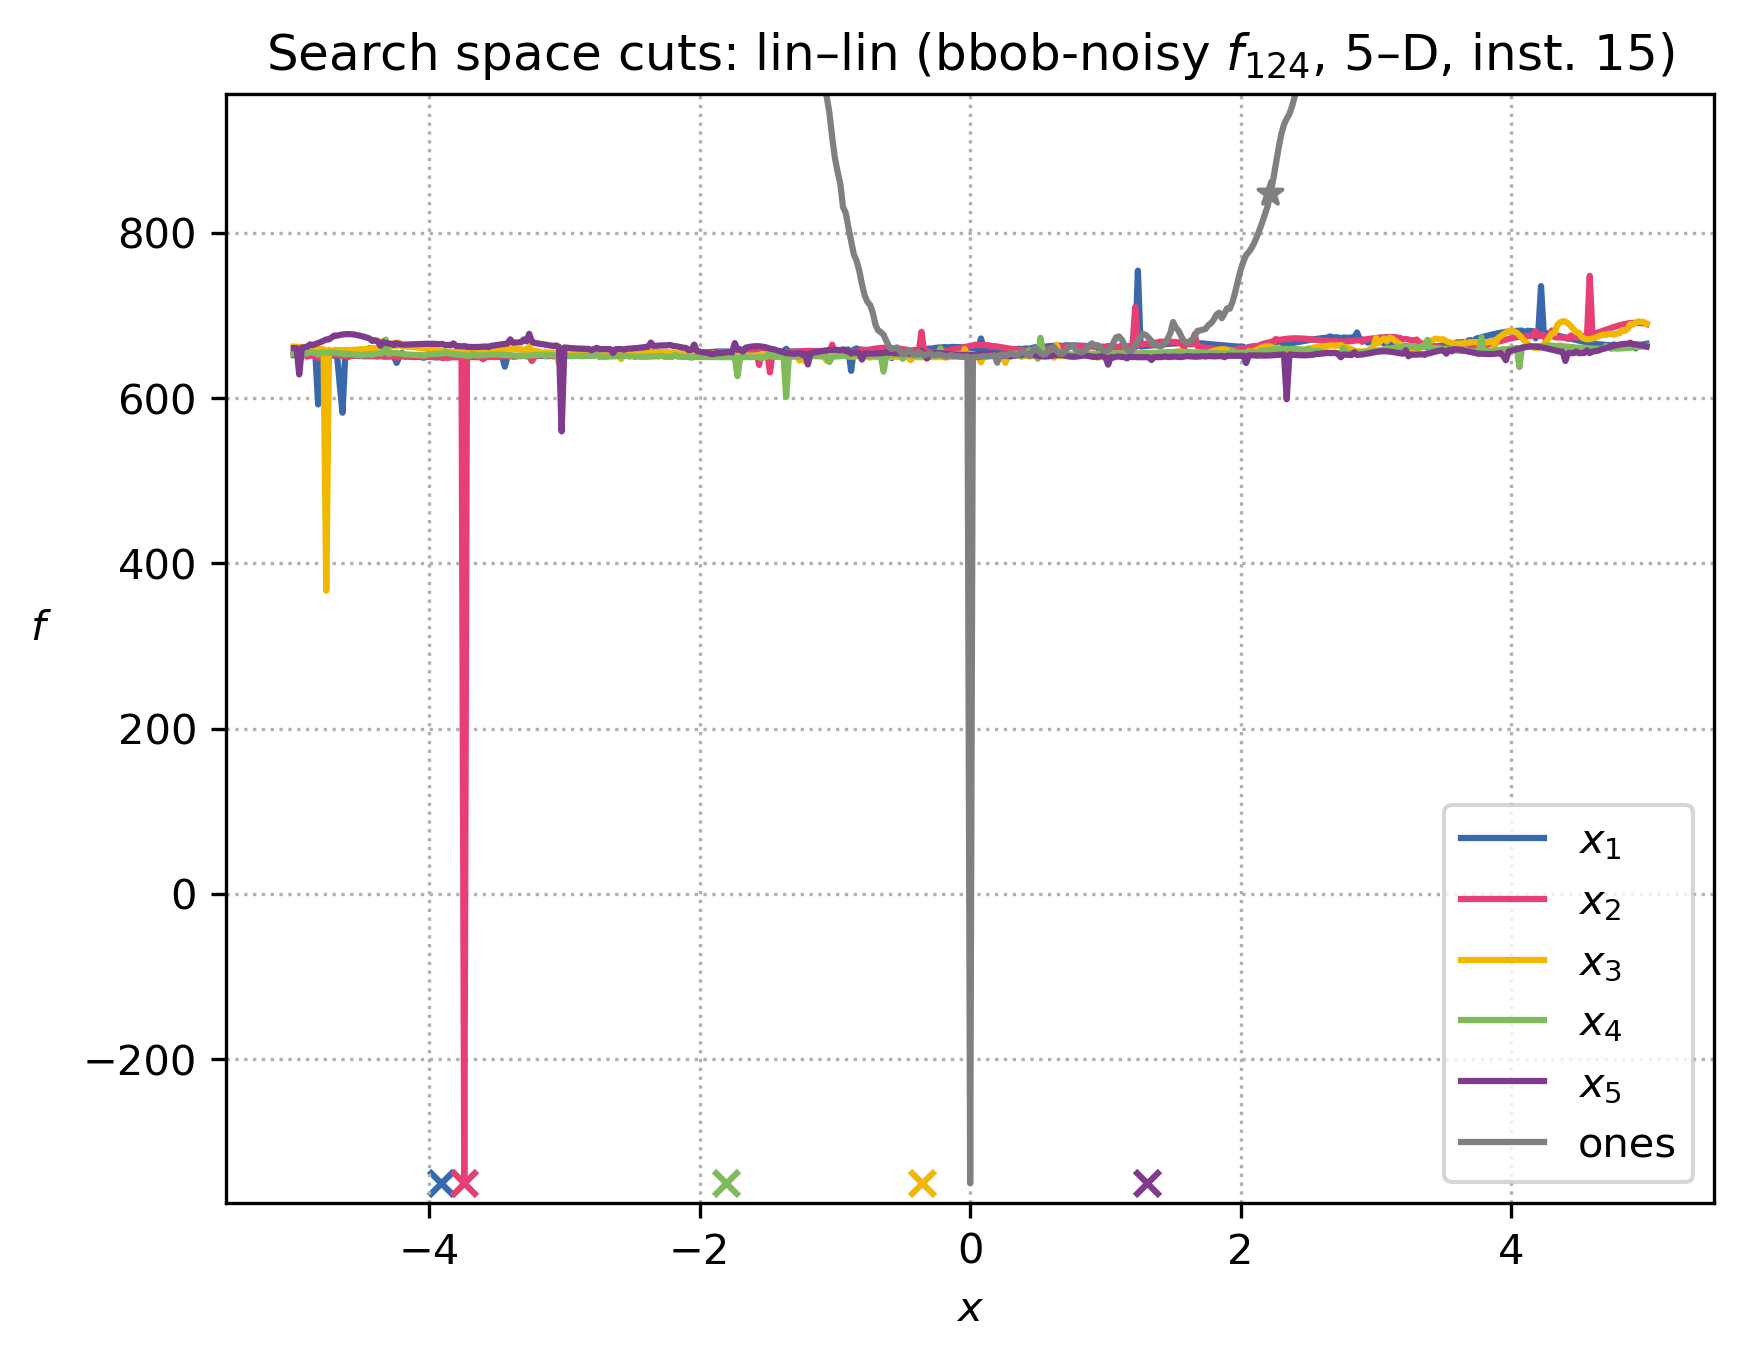 Search space cuts: lin–lin (bbob-noisy f₁₂₄, 5–D, inst. 15)
800
600
400
200
0
−200
f
−4
−2
0
2
4
x
x₁
x₂
x₃
x₄
x₅
ones